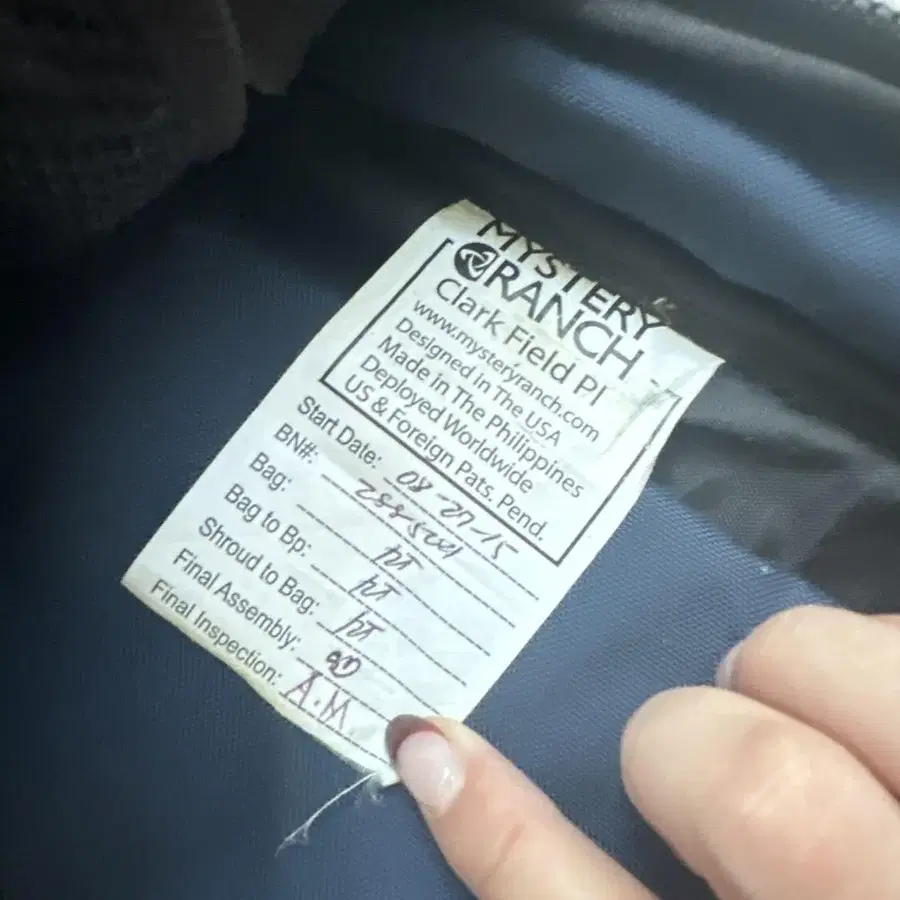 MYSTERY
RANCH
Clark Field P.I
www.mysteryranch.com
Designed in The USA
Made in The Philippines
Deployed Worldwide
US & Foreign Pats. Pend.
Start Date: 08-27-15
BN#:
Bag:
Bag to Bp:
Shroud to Bag:
Final Assembly:
Final Inspection: A.M